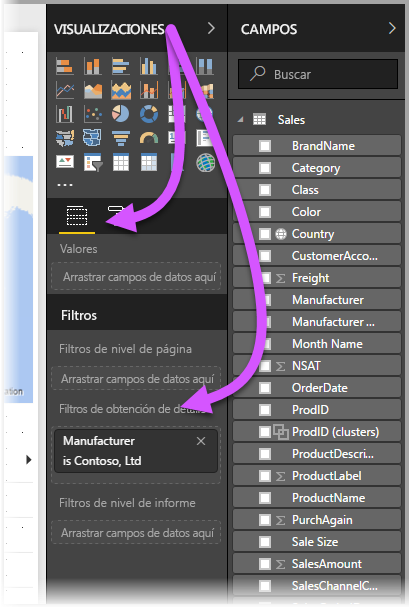 VISUALIZACIONES
Valores
Arrastrar campos de datos aquí
Filtros
Filtros de nivel de página
Arrastrar campos de datos aquí
Filtros de obtención de
Manufacturer
is Contoso, Ltd
Filtros de nivel de informe
Arrastrar campos de datos aquí
CAMPOS
Buscar
Sales
BrandName
Category
Class
Color
Country
CustomerAcco...
Freight
Manufacturer
Manufacturer ...
Month Name
NSAT
OrderDate
ProdID
ProdID (clusters)
ProductDescri...
ProductLabel
ProductName
PurchAgain
Sale Size
SalesAmount
SalesChannelC...